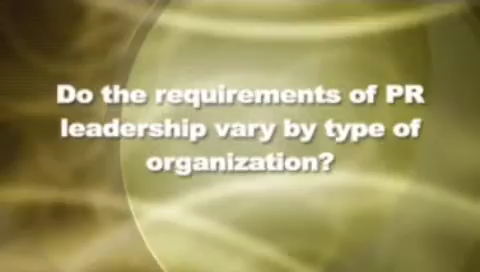 Do the requirements of PR
leadership vary by type of
organization?